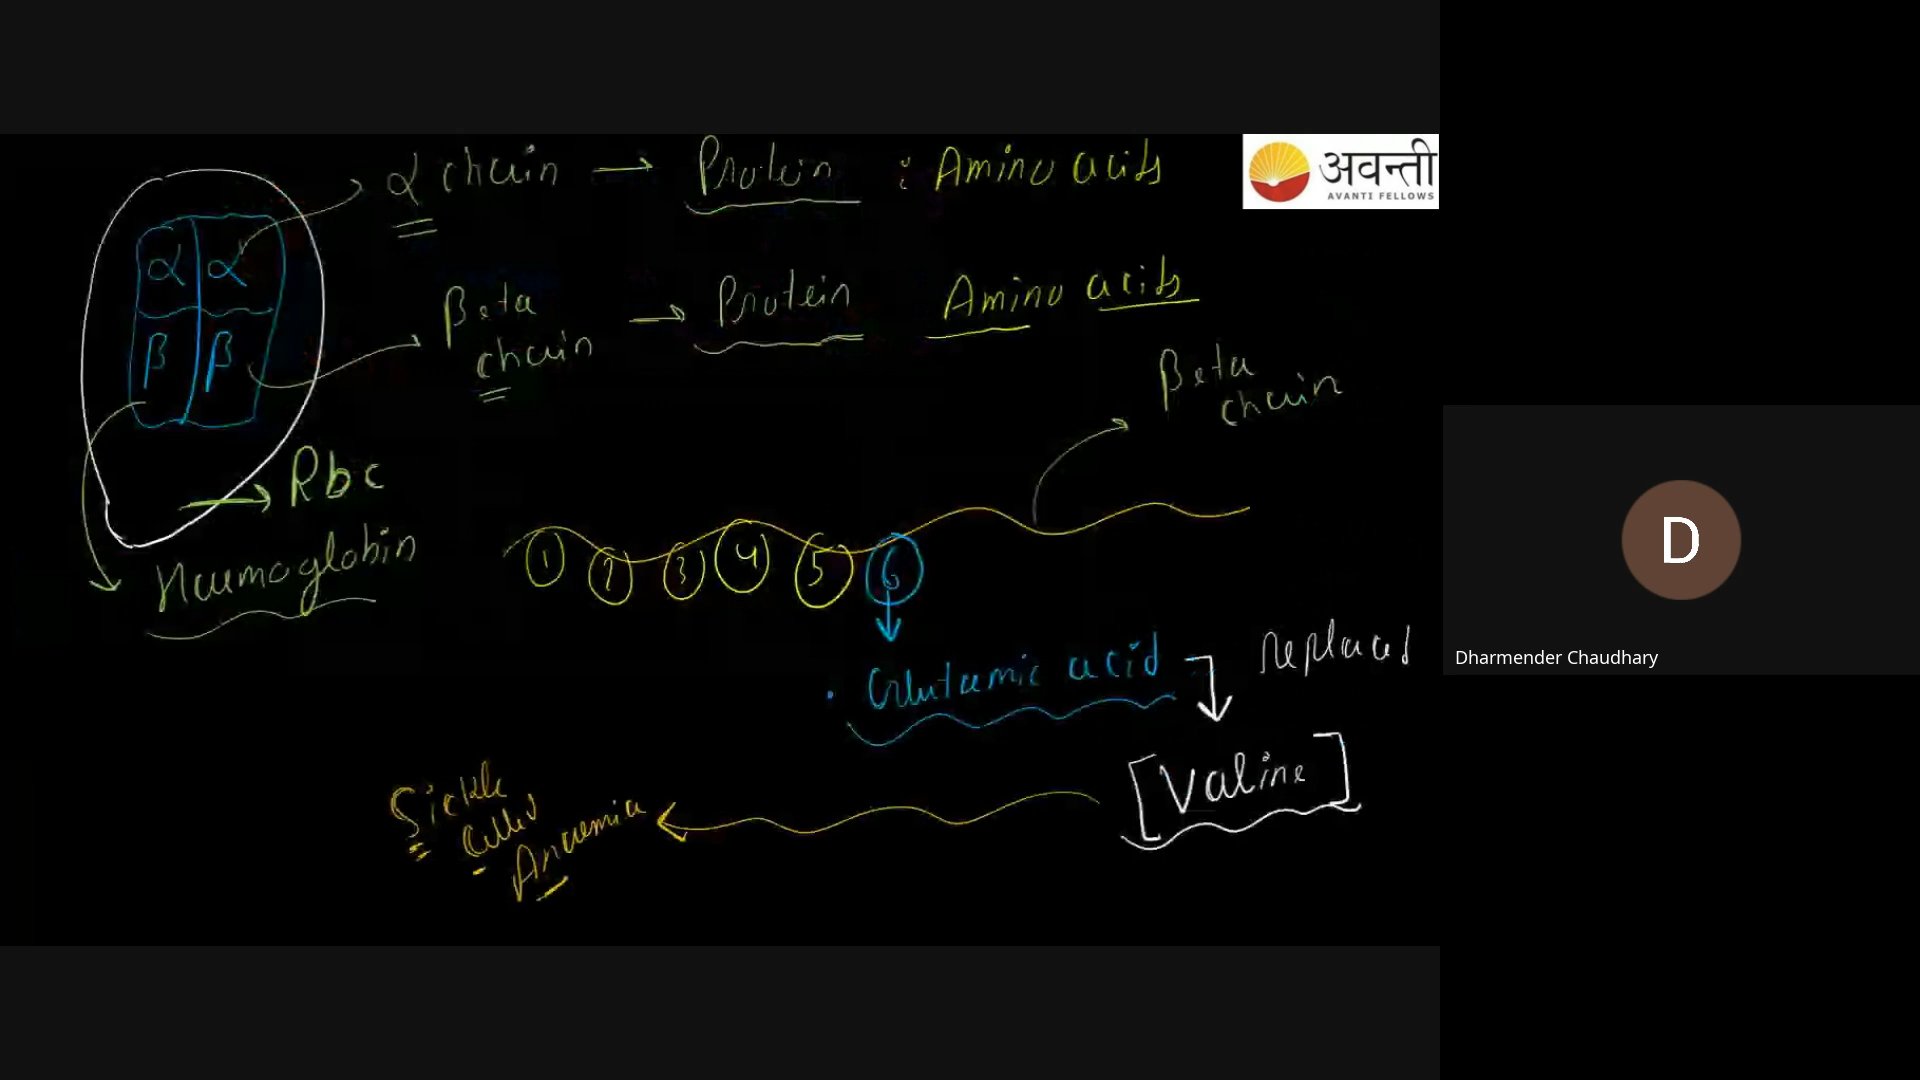 α chain → Protein : Amino acids
अवन्ती
AVANTI FELLOWS
α α
β β
Beta chain → Protein Amino acids
Beta
chain
→ Rbc
Haemoglobin
1 2 3 4 5 6
Glutamic acid
replaced
[Valine]
Sickle
Celled
Anaemia
D
Dharmender Chaudhary